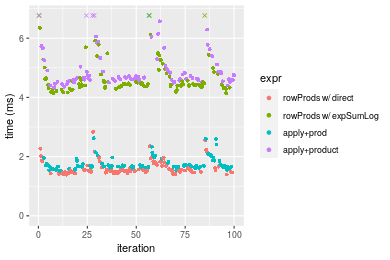 time (ms)
6
4
2
0
0
25
50
75
100
iteration
expr
rowProds w/ direct
rowProds w/ expSumLog
apply+prod
apply+product